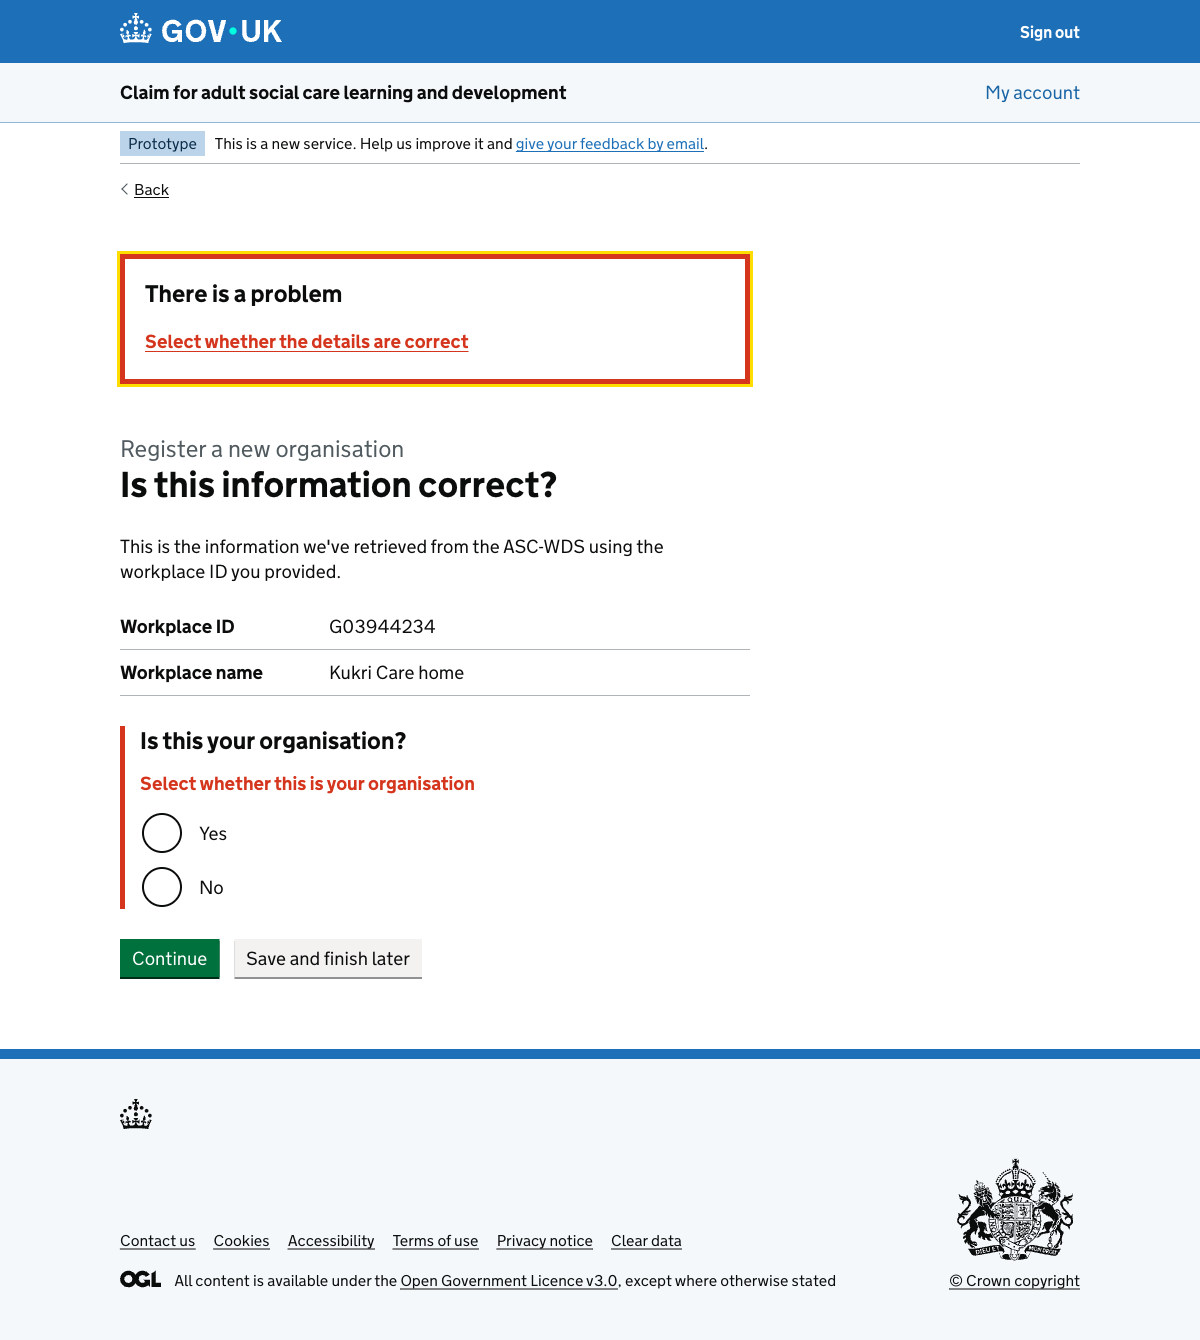 GOV•UK
Sign out
Claim for adult social care learning and development
My account
Prototype This is a new service. Help us improve it and give your feedback by email.
Back
There is a problem
Select whether the details are correct
Register a new organisation
Is this information correct?
This is the information we've retrieved from the ASC-WDS using the
workplace ID you provided.
Workplace ID G03944234
Workplace name Kukri Care home
Is this your organisation?
Select whether this is your organisation
Yes
No
Continue Save and finish later
Contact us Cookies Accessibility Terms of use Privacy notice Clear data
OGL All content is available under the Open Government Licence v3.0, except where otherwise stated
© Crown copyright